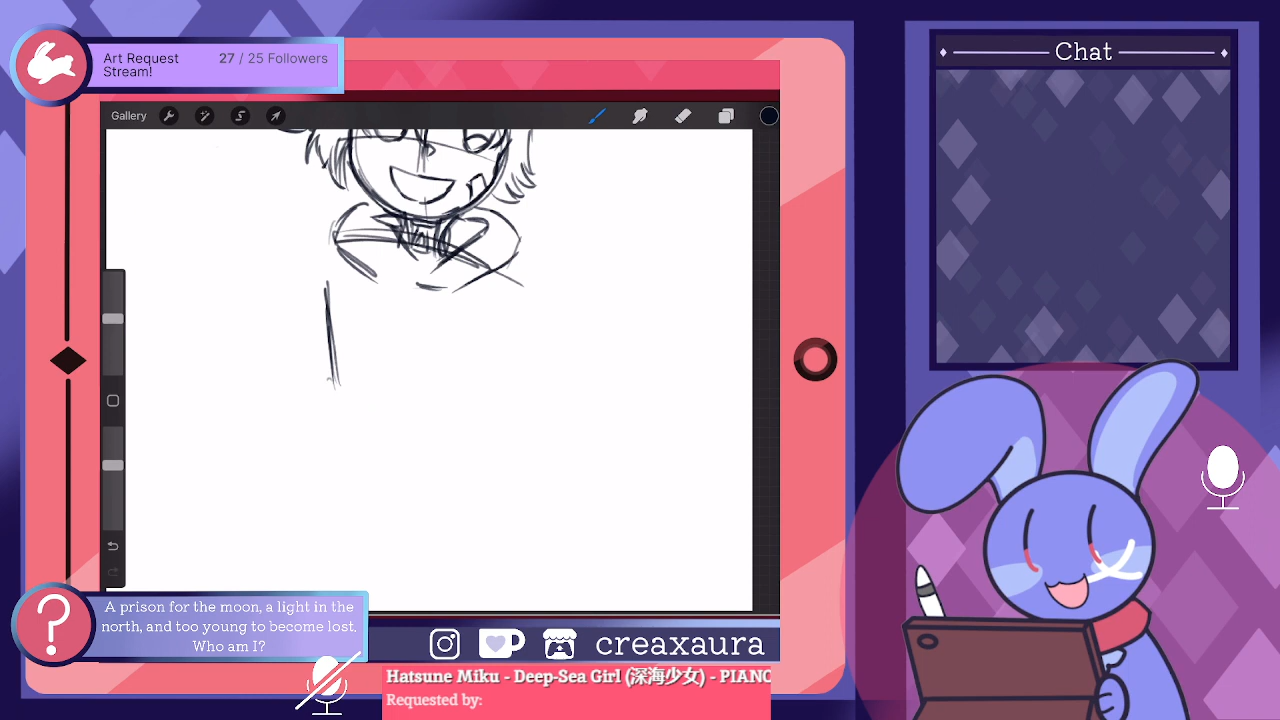 Art Request
Stream!
27 / 25 Followers
Chat
Gallery
A prison for the moon, a light in the
north, and too young to become lost.
Who am I?
creaxaura
Hatsune Miku - Deep-Sea Girl (深海少女) - PIANO
Requested by: